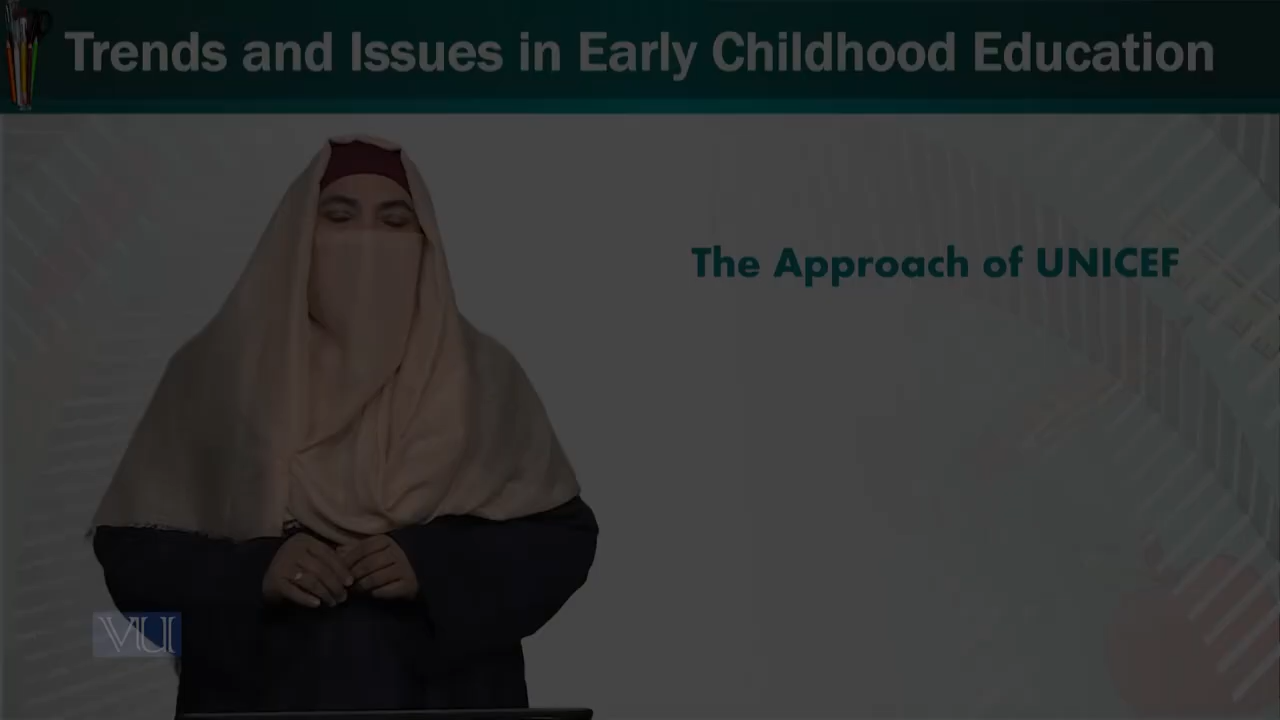 Trends and Issues in Early Childhood Education
The Approach of UNICEF
VU